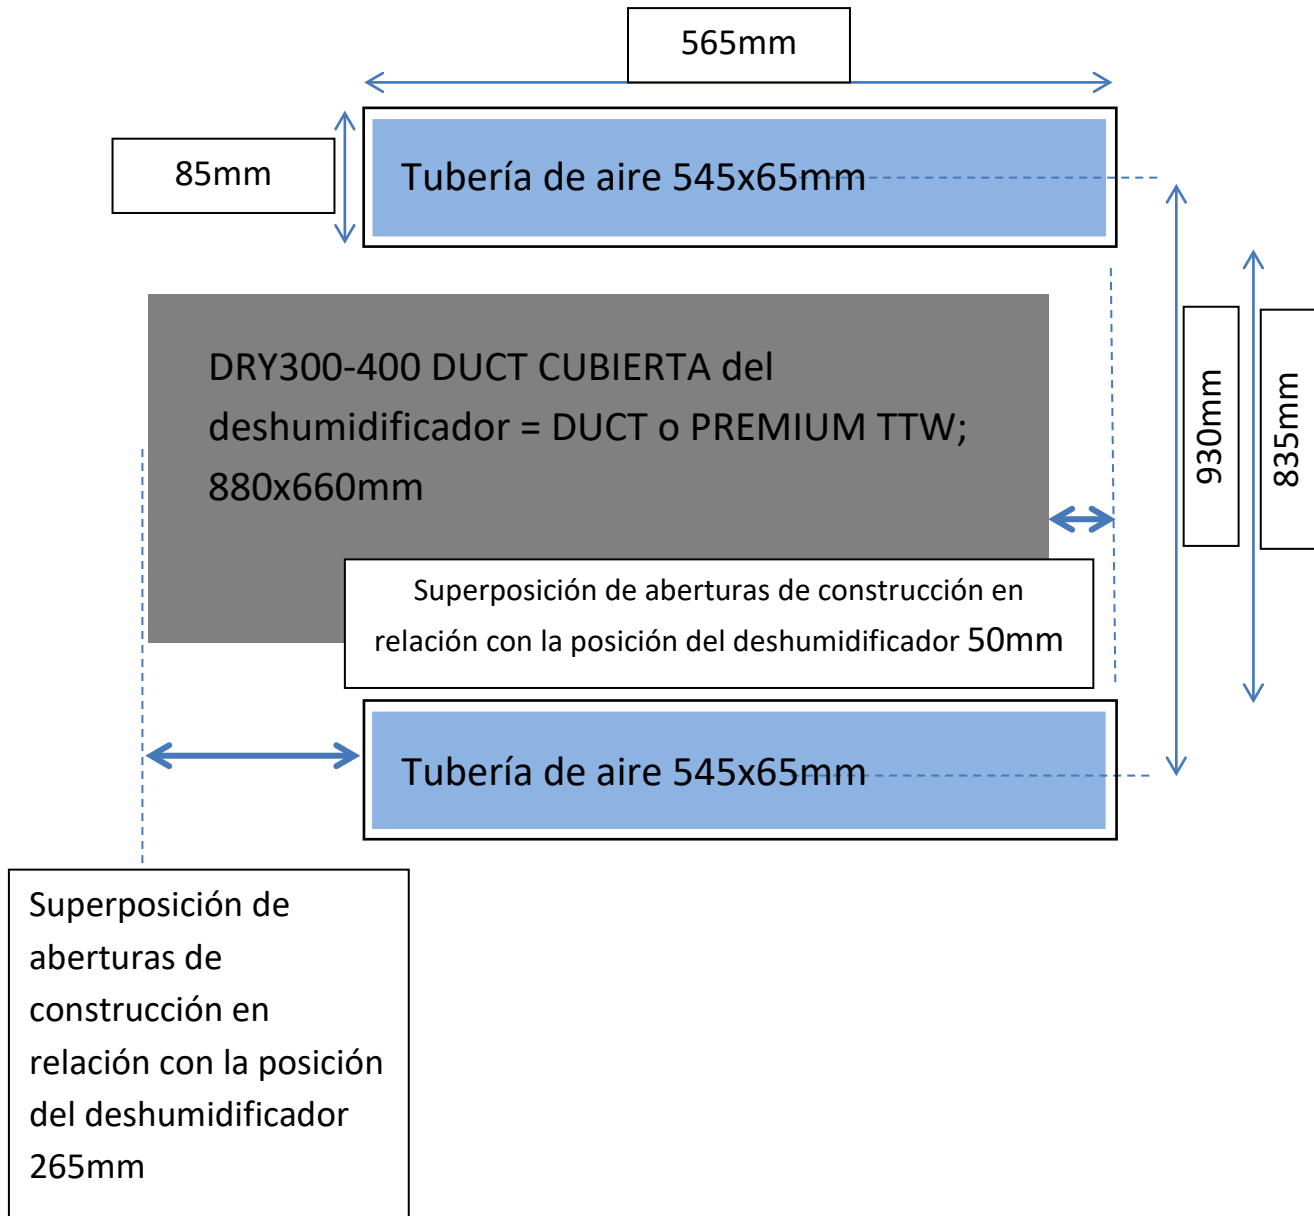 565mm
85mm
Tubería de aire 545x65mm
DRY300-400 DUCT CUBIERTA del
deshumidificador = DUCT o PREMIUM TTW;
880x660mm
930mm
835mm
Superposición de aberturas de construcción en
relación con la posición del deshumidificador 50mm
Tubería de aire 545x65mm
Superposición de
aberturas de
construcción en
relación con la posición
del deshumidificador
265mm